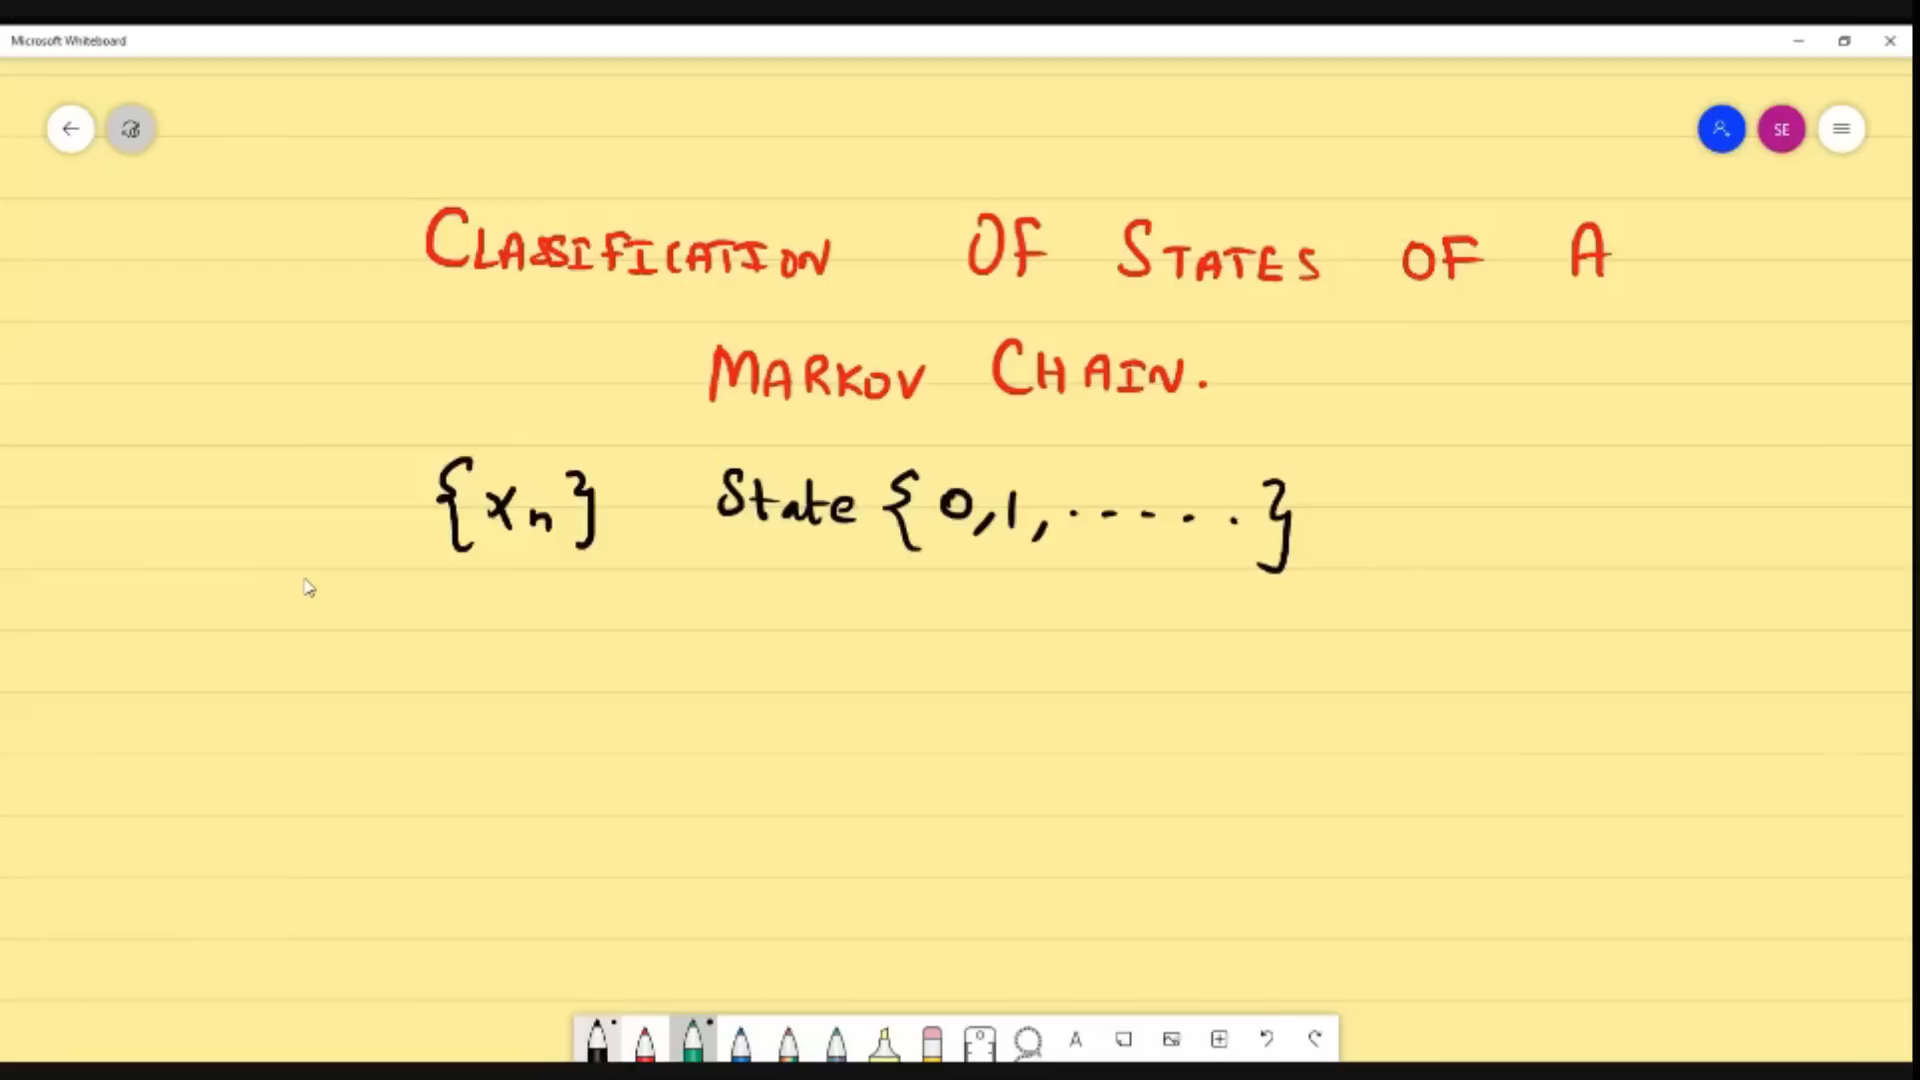 Microsoft Whiteboard
SE
CLASSIFICATION OF STATES OF A
MARKOV CHAIN.
{Xn} State {0,1,......}
A